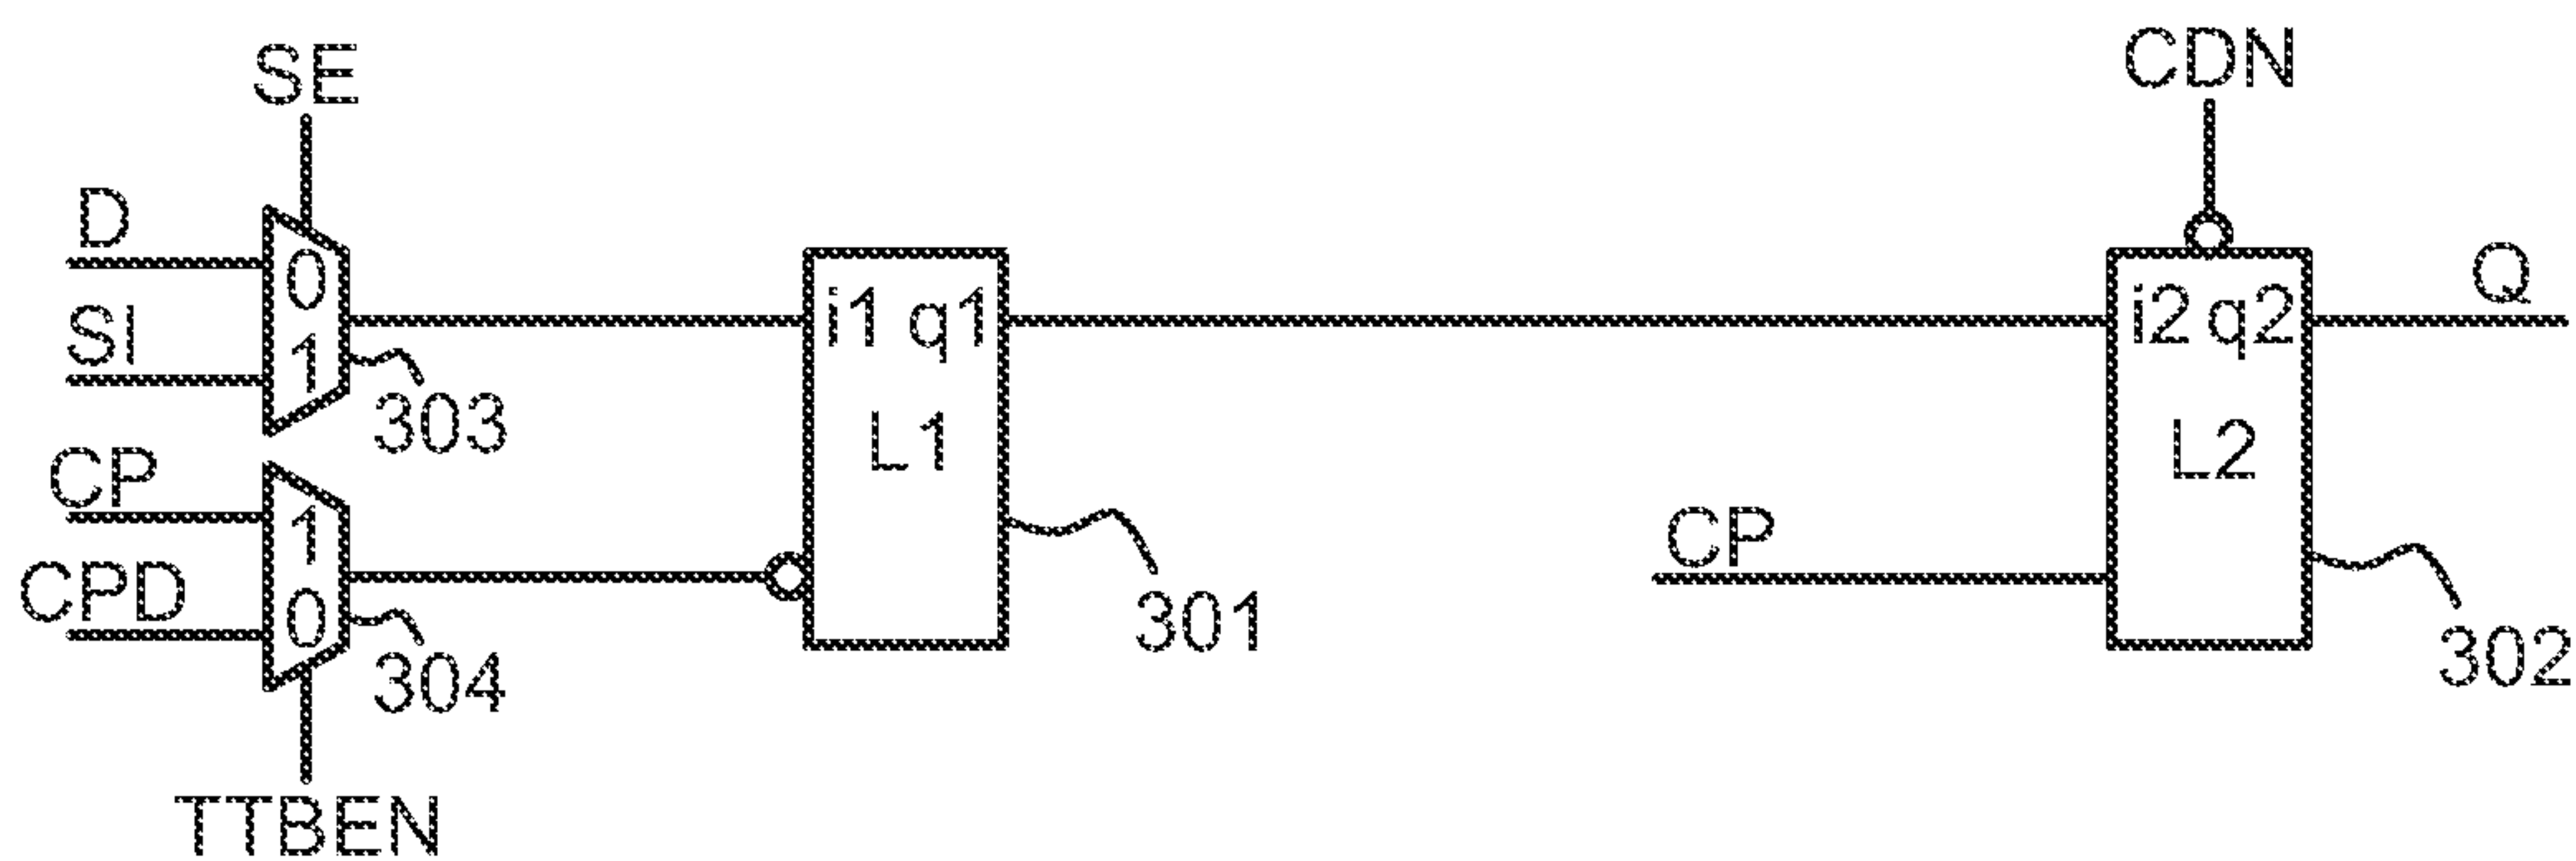 SE
CDN
D
0
i1 q1
i2 q2
Q
SI
1
303
L1
L2
CP
1
CP
CPD
0
301
304
302
TTBEN